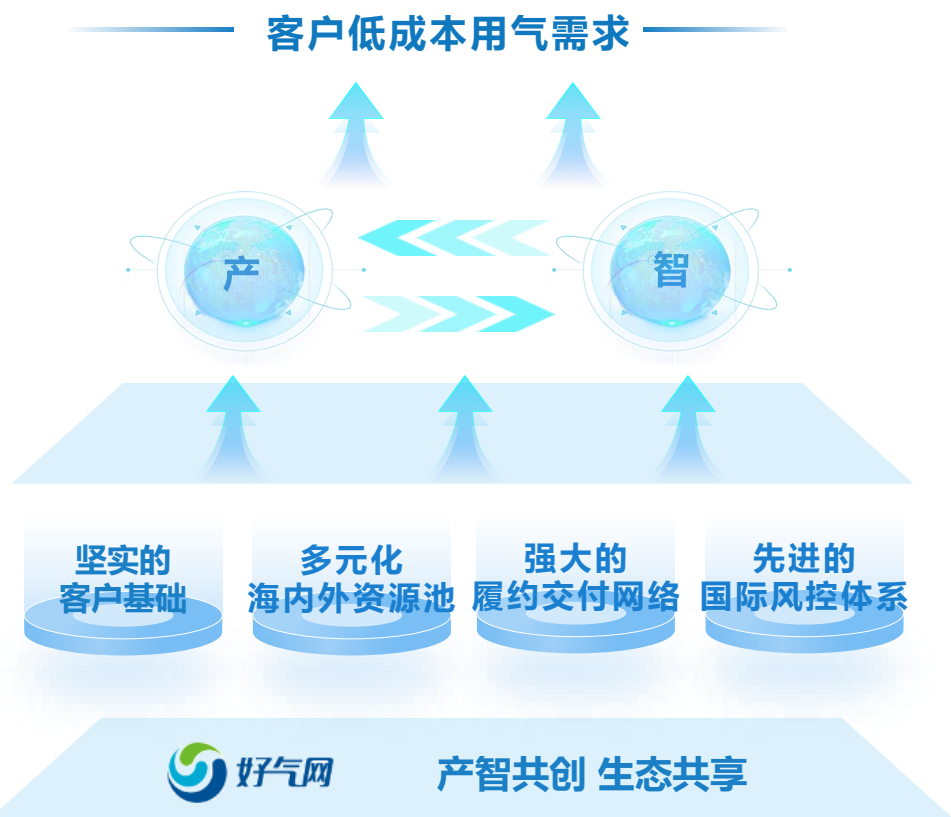 客户低成本用气需求
产
智
坚实的
客户基础
多元化
海内外资源池
强大的
履约交付网络
先进的
国际风控体系
好气网
产智共创 生态共享